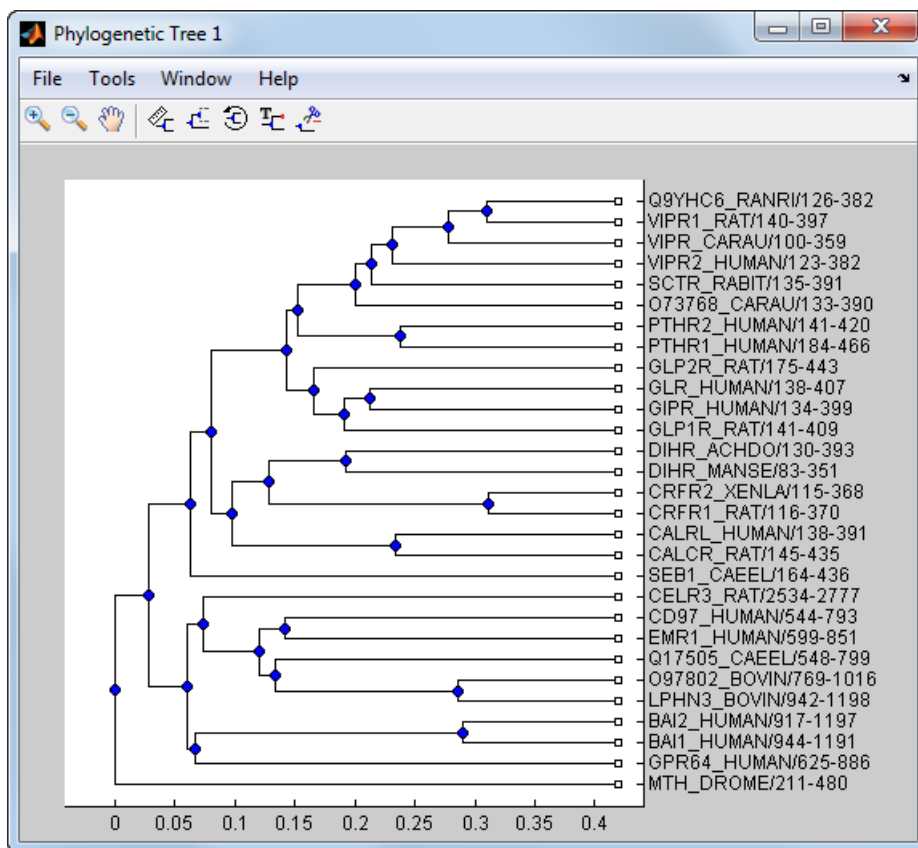 Phylogenetic Tree 1
File Tools Window Help
Q9YHC6_RANRI/126-382
VIPR1_RAT/140-397
VIPR_CARAU/100-359
VIPR2_HUMAN/123-382
SCTR_RABIT/135-391
O73768_CARAU/133-390
PTHR2_HUMAN/141-420
PTHR1_HUMAN/184-466
GLP2R_RAT/175-443
GLR_HUMAN/138-407
GIPR_HUMAN/134-399
GLP1R_RAT/141-409
DIHR_ACHDO/130-393
DIHR_MANSE/83-351
CRFR2_XENLA/115-368
CRFR1_RAT/116-370
CALRL_HUMAN/138-391
CALCR_RAT/145-435
SEB1_CAEEL/164-436
CELR3_RAT/2534-2777
CD97_HUMAN/544-793
EMR1_HUMAN/599-851
Q17505_CAEEL/548-799
O97802_BOVIN/769-1016
LPHN3_BOVIN/942-1198
BAI2_HUMAN/917-1197
BAI1_HUMAN/944-1191
GPR64_HUMAN/625-886
MTH_DROME/211-480
0 0.05 0.1 0.15 0.2 0.25 0.3 0.35 0.4